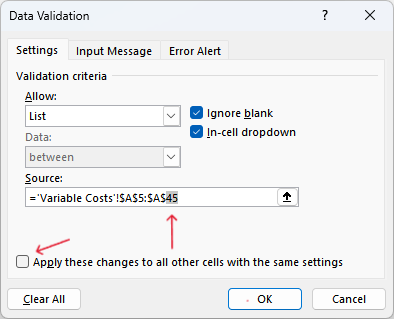 Data Validation
Settings Input Message Error Alert
Validation criteria
Allow:
List
Ignore blank
Data:
In-cell dropdown
between
Source:
='Variable Costs'!$A$5:$A$45
Apply these changes to all other cells with the same settings
Clear All OK Cancel